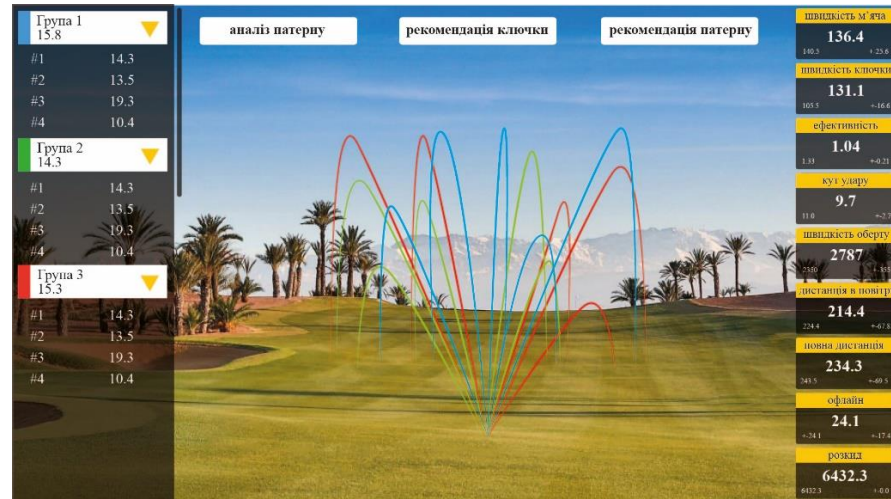 Група 1
15.8
#1 14.3
#2 13.5
#3 19.3
#4 10.4
Група 2
14.3
#1 14.3
#2 13.5
#3 19.3
#4 10.4
Група 3
15.3
#1 14.3
#2 13.5
#3 19.3
#4 10.4
аналіз патерну
рекомендація ключки
рекомендація патерну
швидкість м'яча
136.4
140.5 +-25.6
швидкість ключки
131.1
105.5 +-16.6
ефективність
1.04
1.33 +-0.21
кут удару
9.7
11.0
швидкість оберту
2787
2350
дистанція в повітрі
214.4
224.4 +-67.8
повна дистанція
234.3
243.5 +-69.5
офлайн
24.1
+-24.1 +-17.4
розкид
6432.3
6432.3 +-0.0